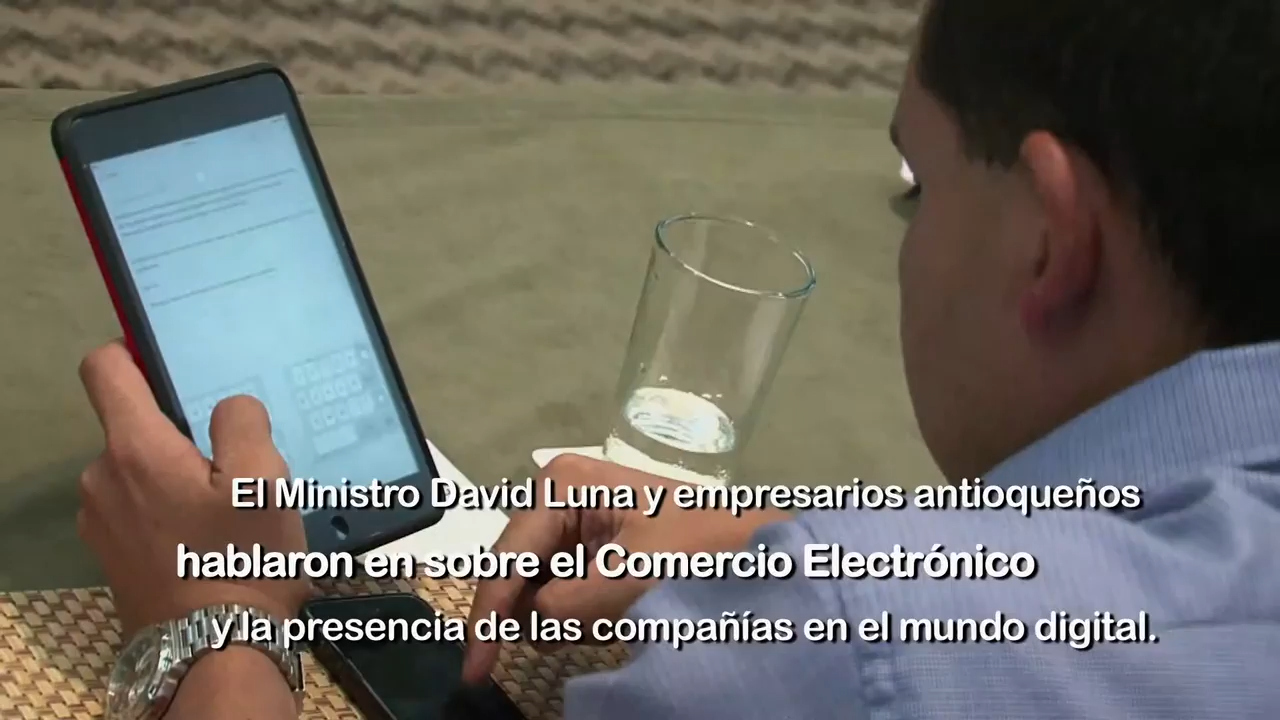 El Ministro David Luna y empresarios antioqueños
hablaron en sobre el Comercio Electrónico
y la presencia de las compañías en el mundo digital.